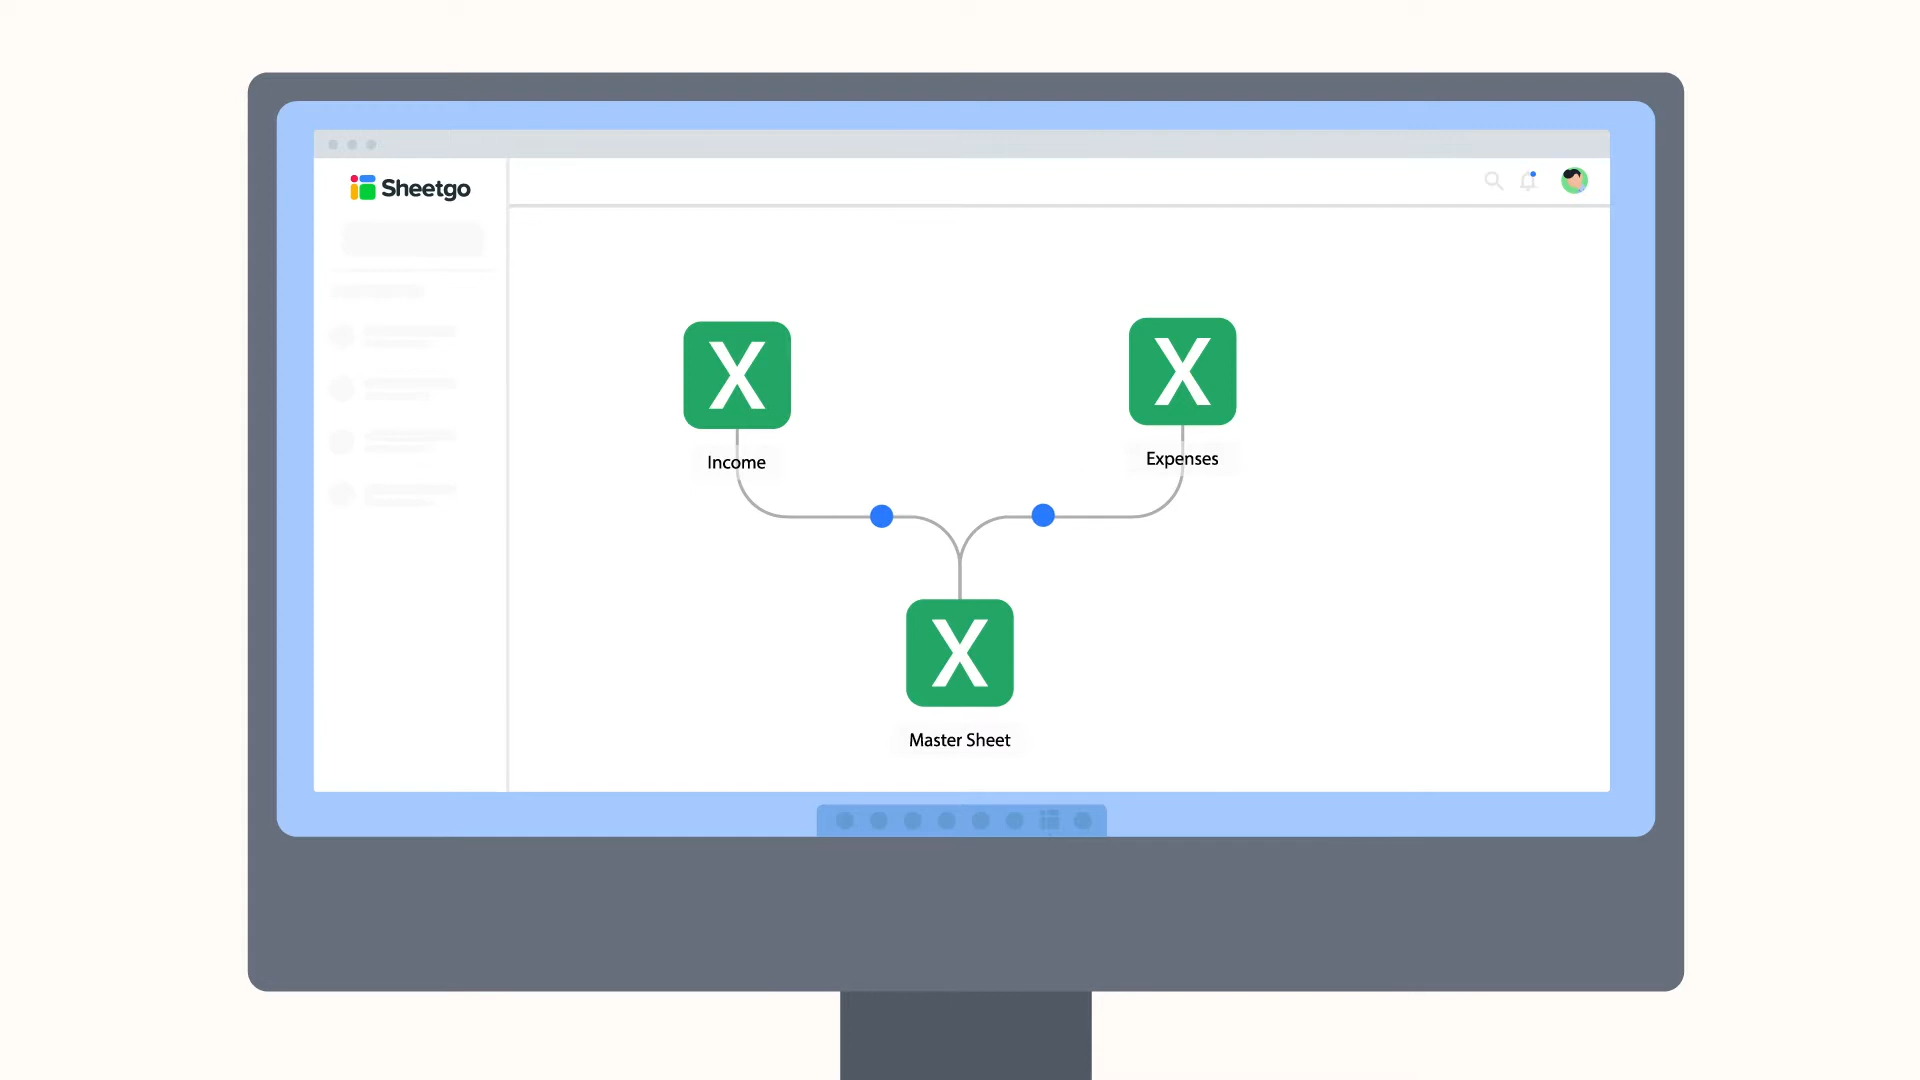 Sheetgo
X
X
Income
Expenses
X
Master Sheet